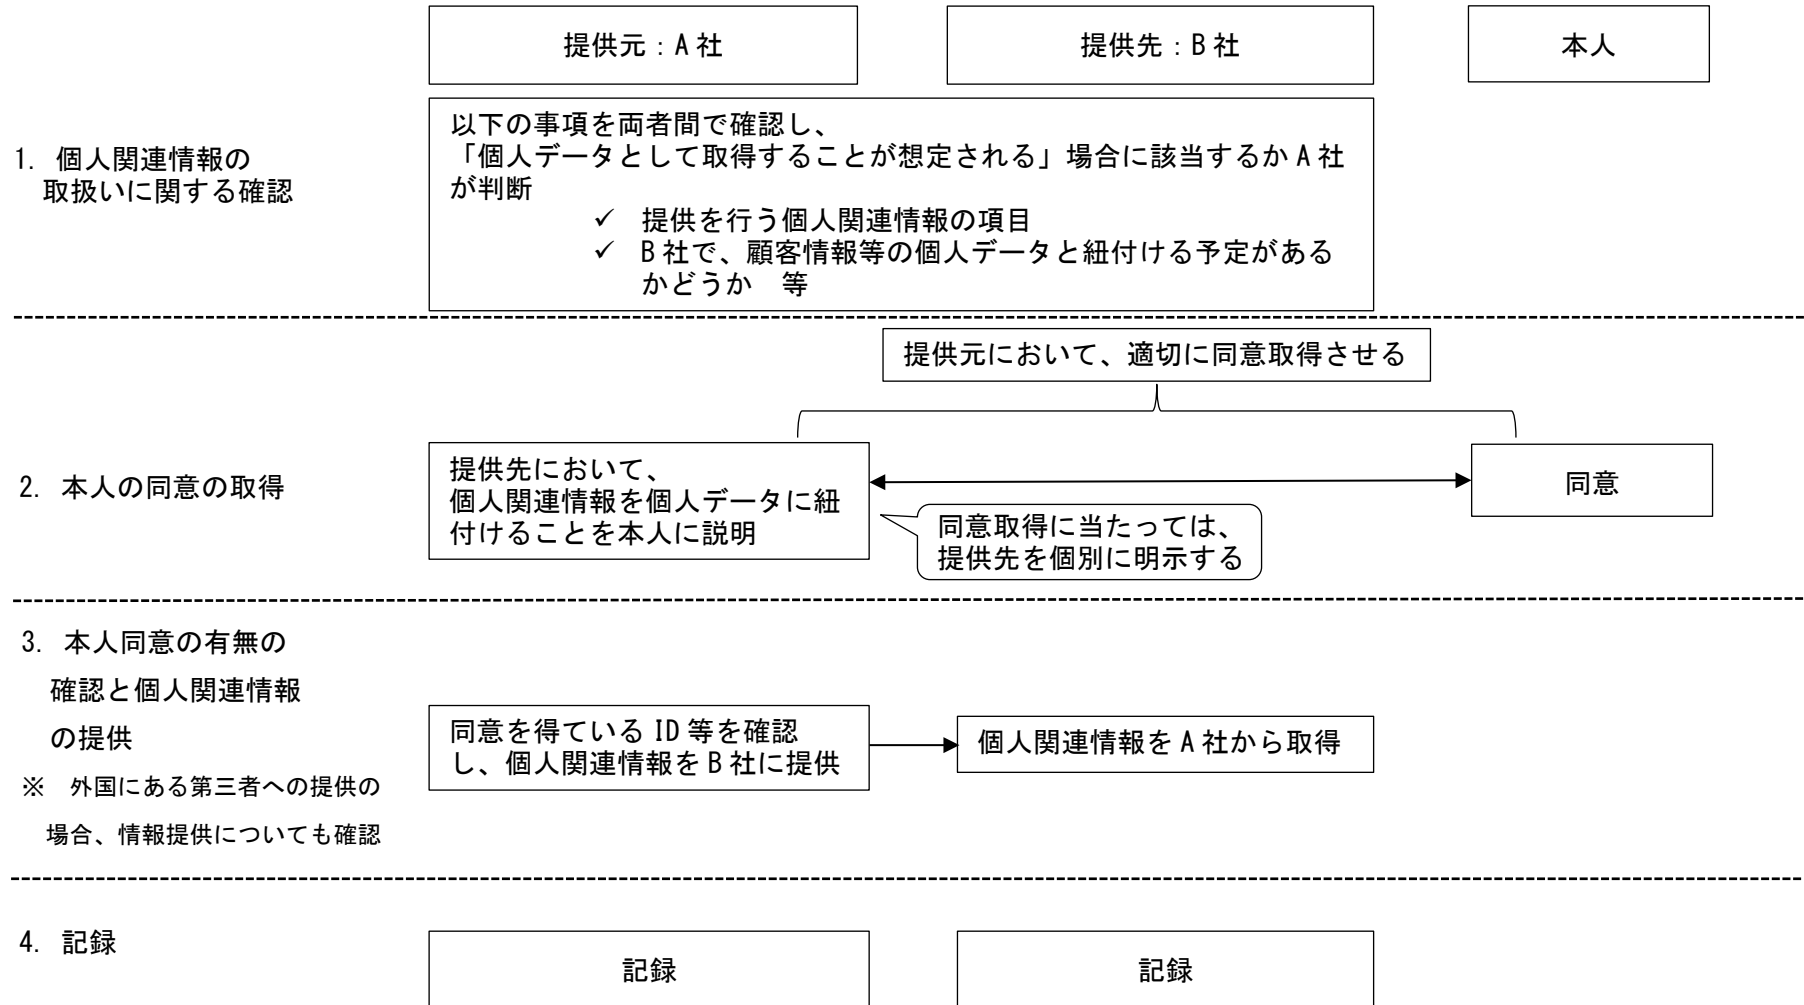 提供元：A社
提供先：B社
本人
1. 個人関連情報の
取扱いに関する確認
以下の事項を両者間で確認し、
「個人データとして取得することが想定される」場合に該当するかA社
が判断
✓ 提供を行う個人関連情報の項目
✓ B社で、顧客情報等の個人データと紐付ける予定がある
かどうか　等
提供元において、適切に同意取得させる
2. 本人の同意の取得
提供先において、
個人関連情報を個人データに紐
付けることを本人に説明
同意
同意取得に当たっては、
提供先を個別に明示する
3. 本人同意の有無の
確認と個人関連情報
の提供
※　外国にある第三者への提供の
場合、情報提供についても確認
同意を得ているID等を確認
し、個人関連情報をB社に提供
個人関連情報をA社から取得
4. 記録
記録
記録